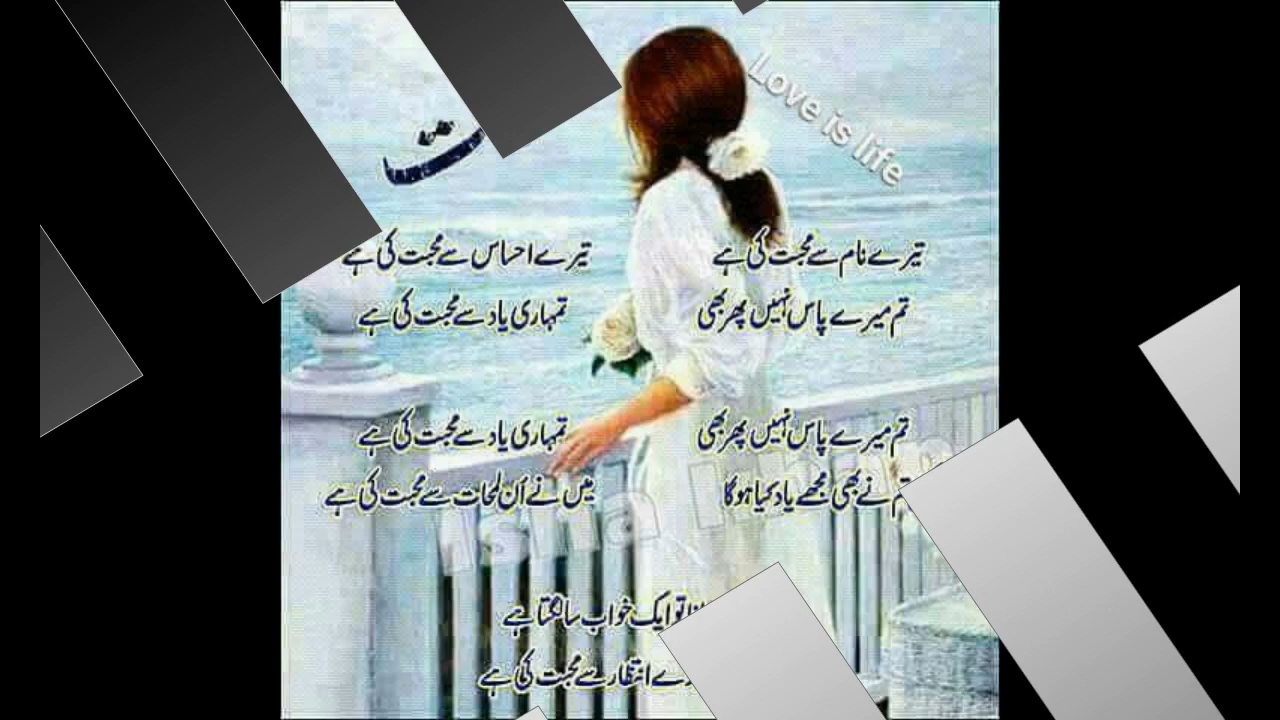 Love is life
تیرے نام سے محبت کی ہے تیرے احساس سے محبت کی ہے
تم میرے پاس نہیں پھر بھی تمہاری یاد سے محبت کی ہے
تم میرے پاس نہیں پھر بھی تمہاری یاد سے محبت کی ہے
تم نے بھی مجھے یاد کیا ہوگا میں نے اُن لمحات سے محبت کی ہے
تو ایک خواب سا لگتا ہے
انتظار سے محبت کی ہے